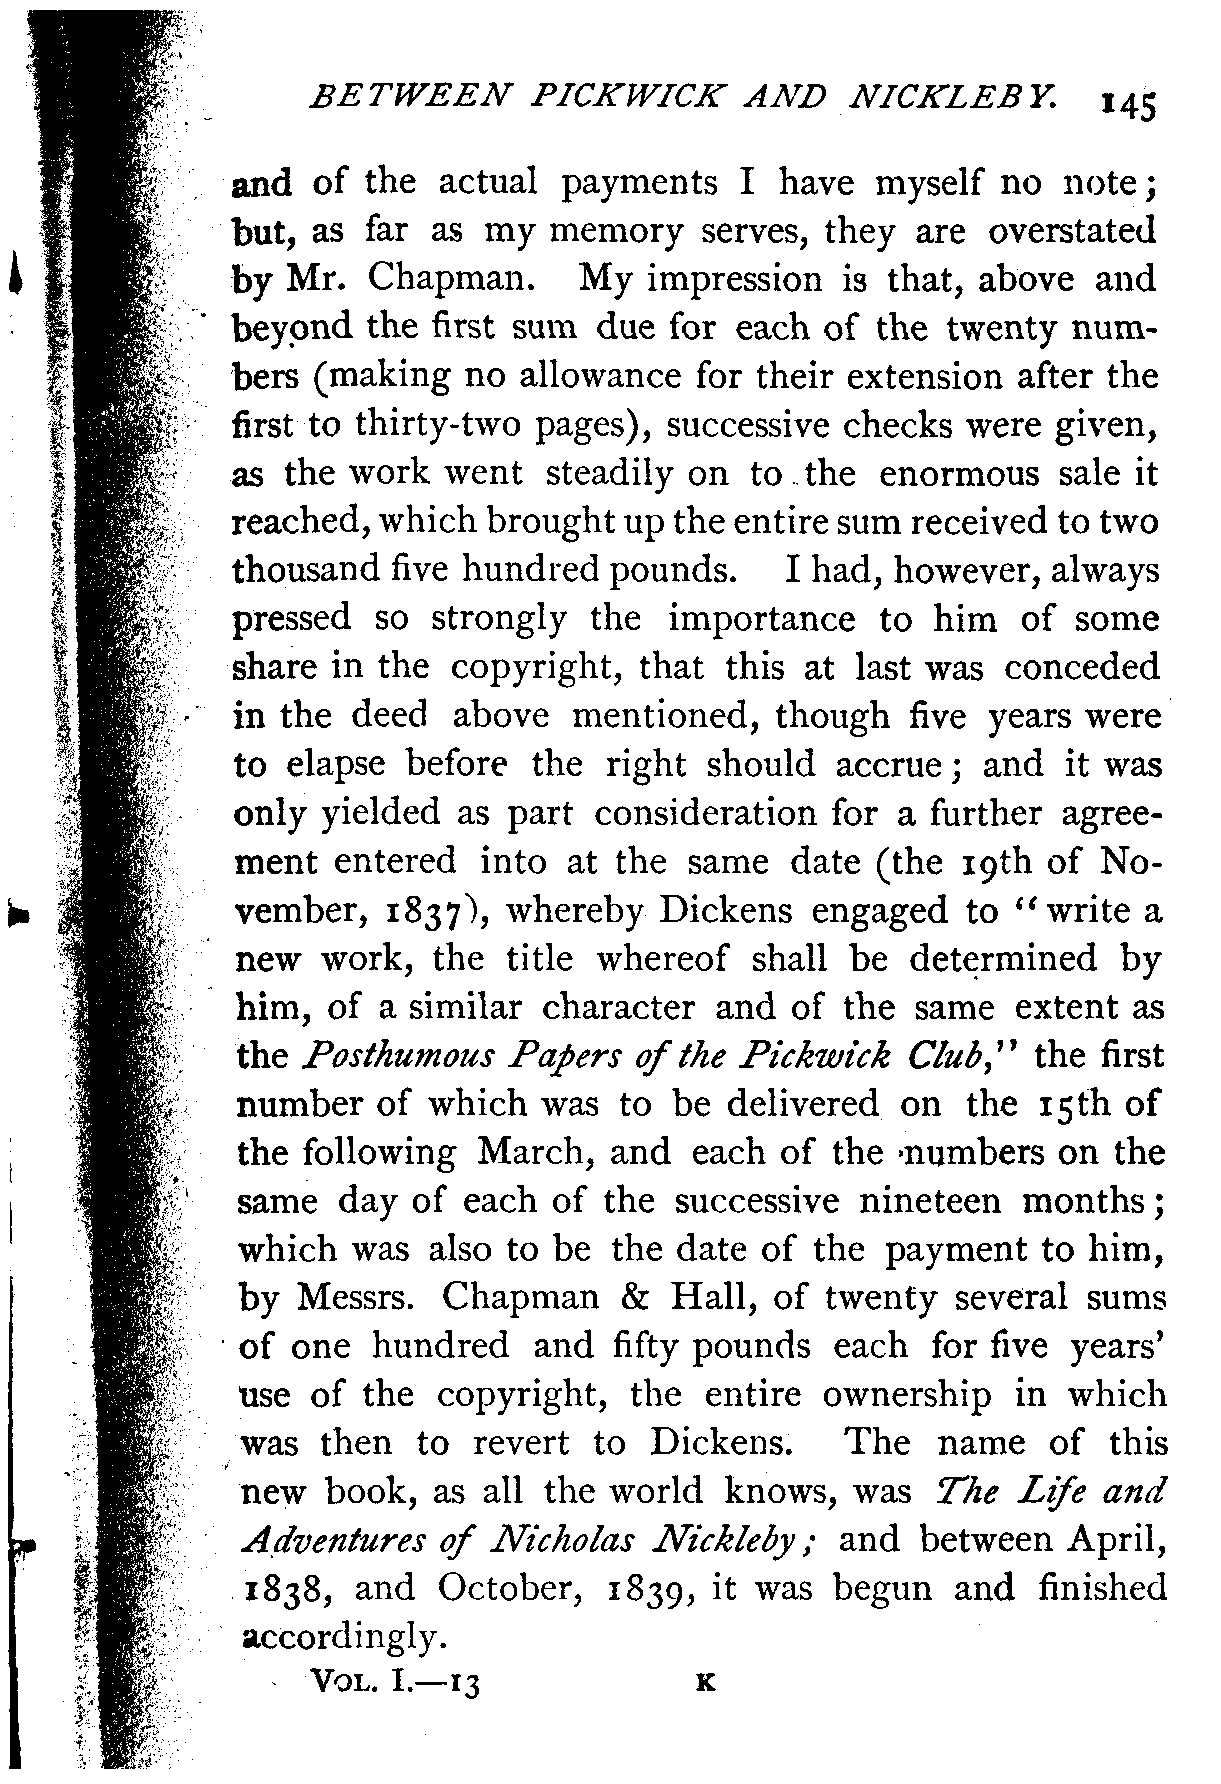 BETWEEN PICKWICK AND NICKLEBY. 145
and of the actual payments I have myself no note;
but, as far as my memory serves, they are overstated
by Mr. Chapman. My impression is that, above and
beyond the first sum due for each of the twenty num-
bers (making no allowance for their extension after the
first to thirty-two pages), successive checks were given,
as the work went steadily on to the enormous sale it
reached, which brought up the entire sum received to two
thousand five hundred pounds. I had, however, always
pressed so strongly the importance to him of some
share in the copyright, that this at last was conceded
in the deed above mentioned, though five years were
to elapse before the right should accrue; and it was
only yielded as part consideration for a further agree-
ment entered into at the same date (the 19th of No-
vember, 1837), whereby Dickens engaged to “write a
new work, the title whereof shall be determined by
him, of a similar character and of the same extent as
the Posthumous Papers of the Pickwick Club,” the first
number of which was to be delivered on the 15th of
the following March, and each of the numbers on the
same day of each of the successive nineteen months;
which was also to be the date of the payment to him,
by Messrs. Chapman & Hall, of twenty several sums
of one hundred and fifty pounds each for five years’
use of the copyright, the entire ownership in which
was then to revert to Dickens. The name of this
new book, as all the world knows, was The Life and
Adventures of Nicholas Nickleby; and between April,
1838, and October, 1839, it was begun and finished
accordingly.
VOL. I.—13 K